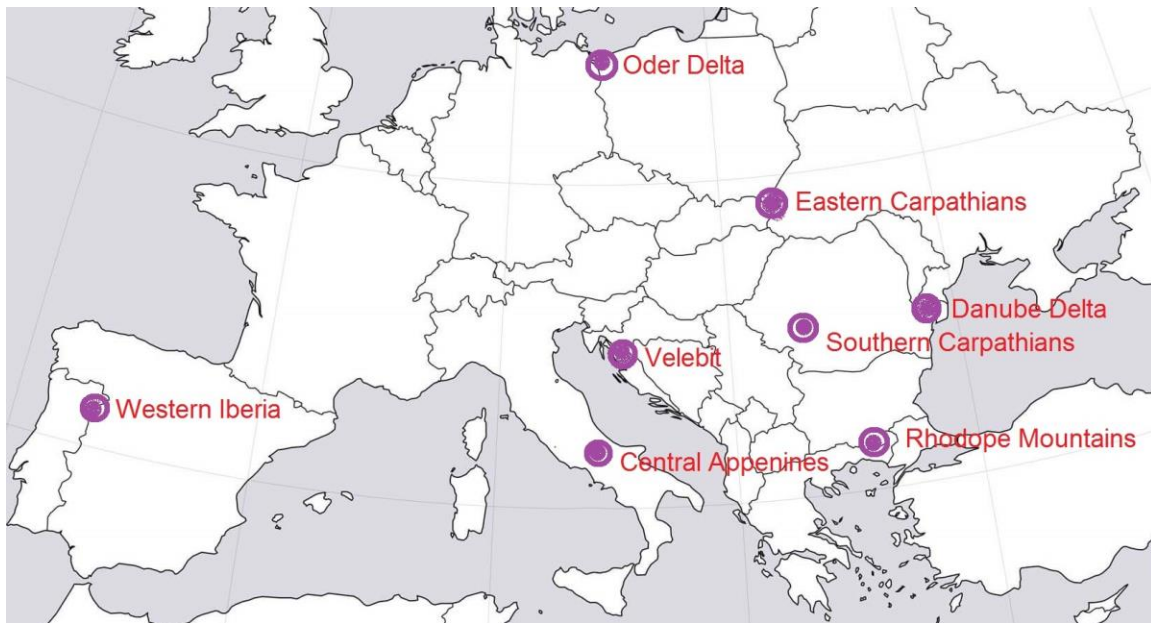 Oder Delta
Eastern Carpathians
Danube Delta
Southern Carpathians
Velebit
Western Iberia
Rhodope Mountains
Central Appenines